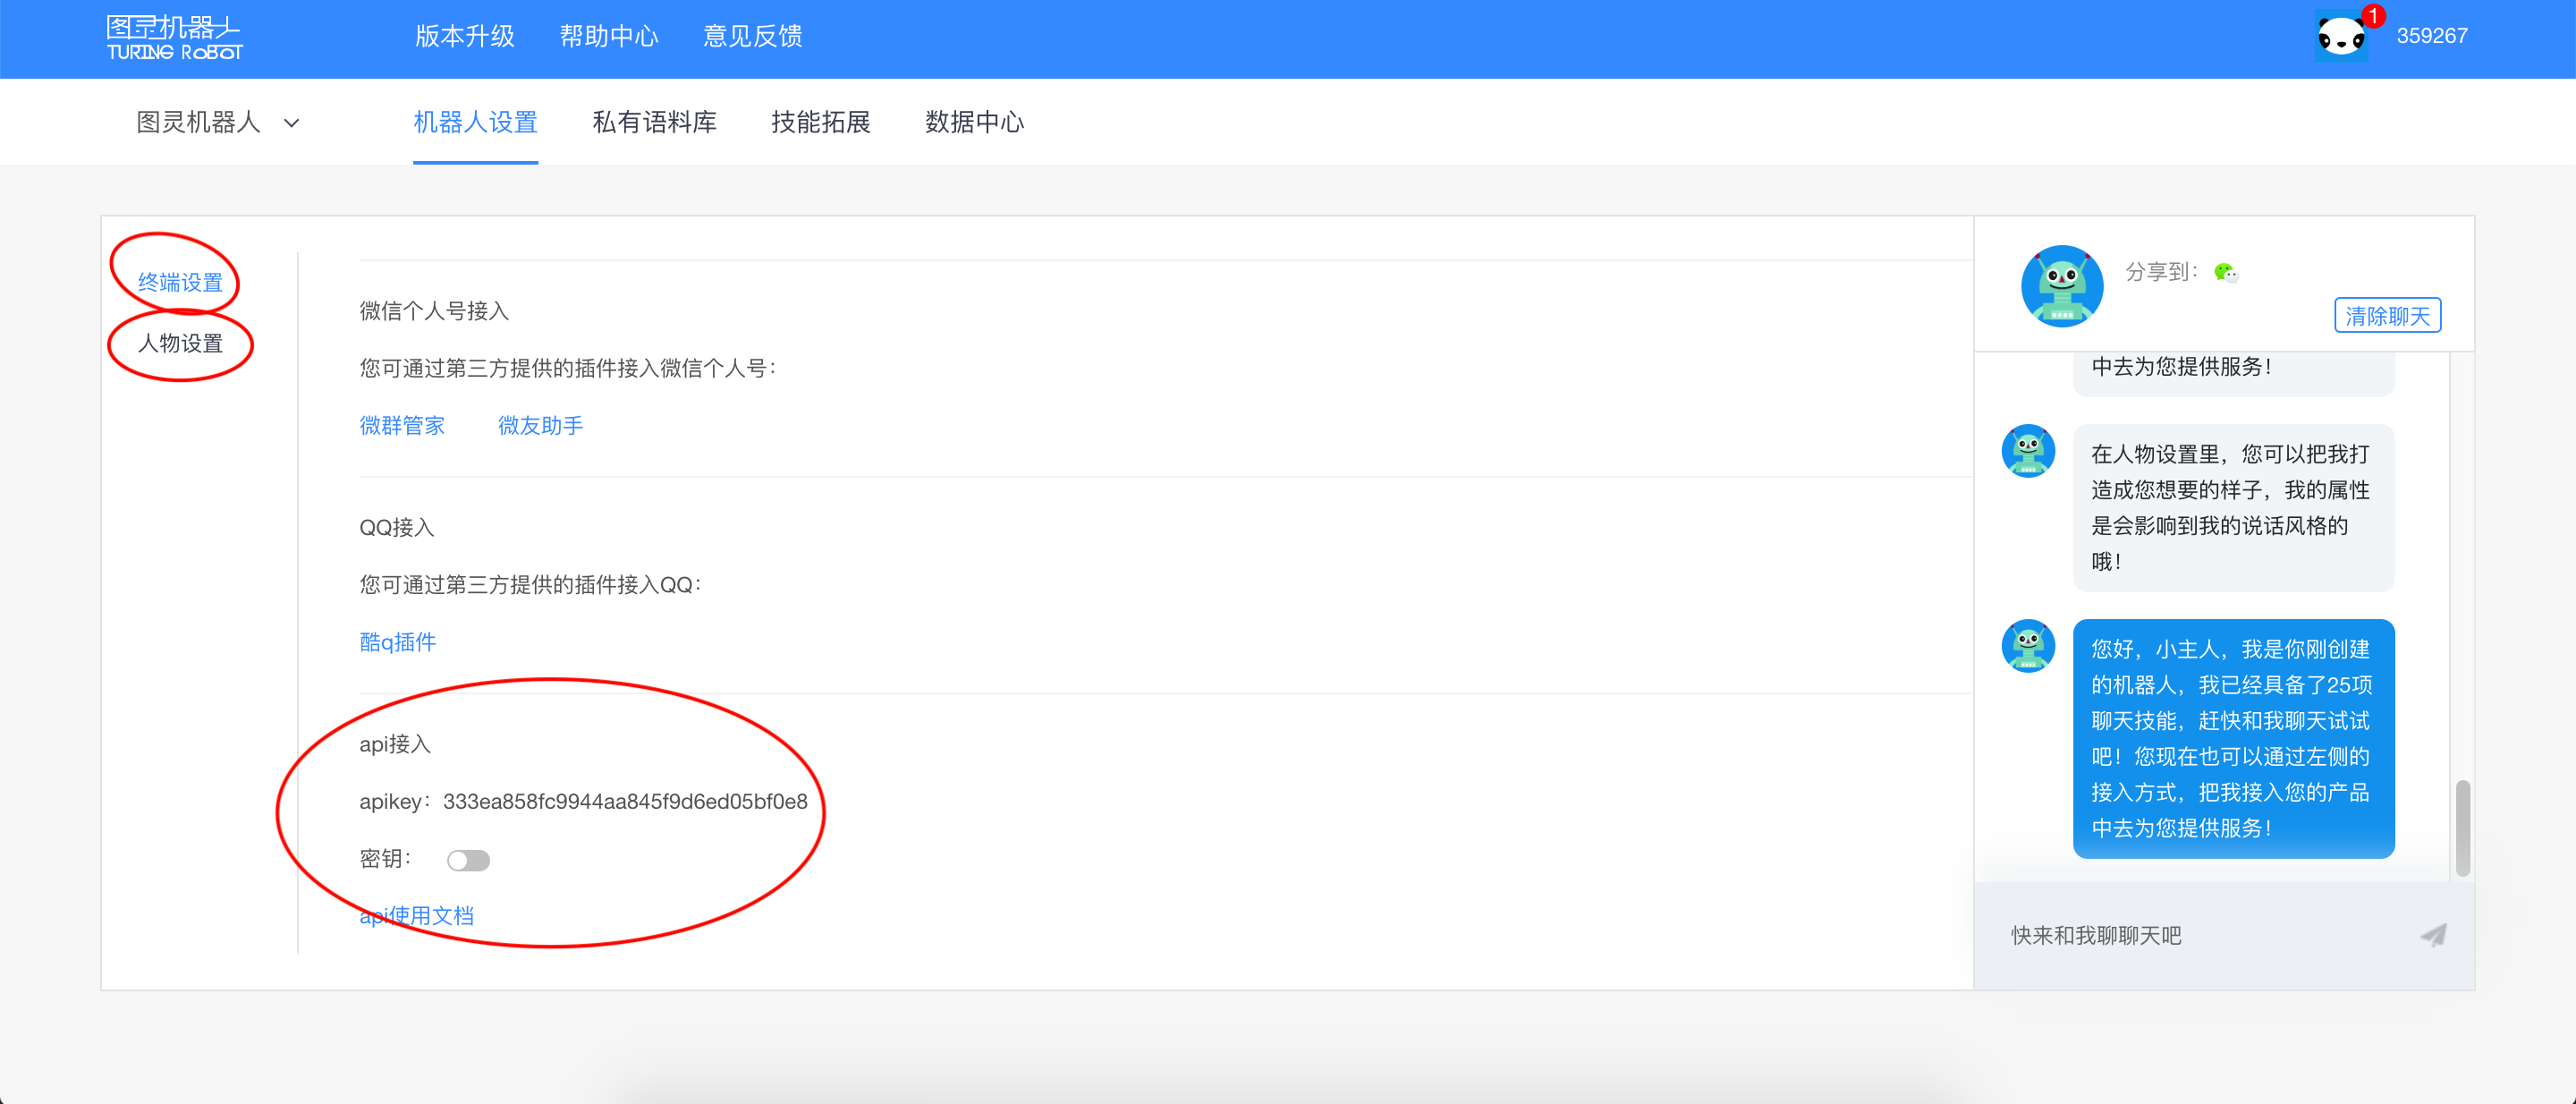 图灵机器人
TURING ROBOT
版本升级
帮助中心
意见反馈
1
359267
图灵机器人
机器人设置
私有语料库
技能拓展
数据中心
终端设置
人物设置
微信个人号接入
您可通过第三方提供的插件接入微信个人号：
微群管家
微友助手
QQ接入
您可通过第三方提供的插件接入QQ：
酷q插件
api接入
apikey：333ea858fc9944aa845f9d6ed05bf0e8
密钥：
api使用文档
分享到：
清除聊天
中去为您提供服务！
在人物设置里，您可以把我打
造成您想要的样子，我的属性
是会影响到我的说话风格的
哦！
您好，小主人，我是你刚创建
的机器人，我已经具备了25项
聊天技能，赶快和我聊天试试
吧！您现在也可以通过左侧的
接入方式，把我接入您的产品
中去为您提供服务！
快来和我聊聊天吧